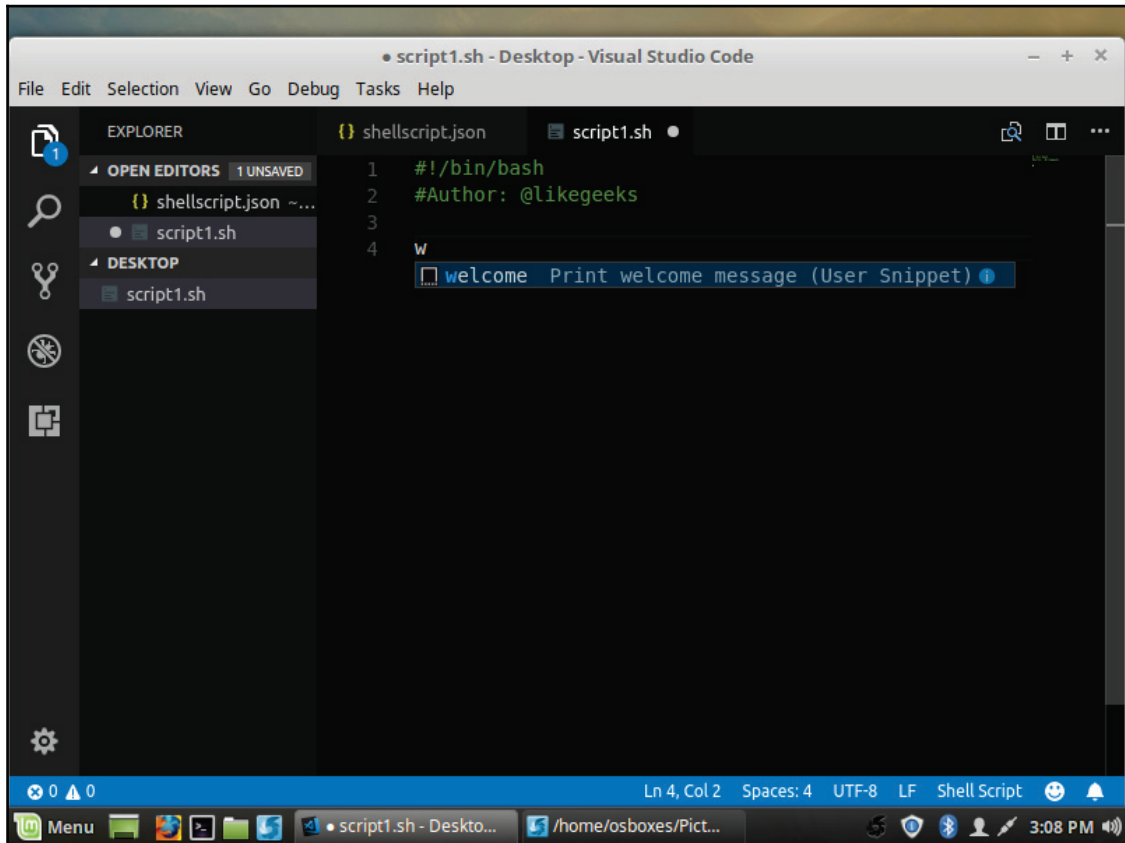 ● script1.sh - Desktop - Visual Studio Code
File Edit Selection View Go Debug Tasks Help
EXPLORER
{} shellscript.json
script1.sh ●
1
OPEN EDITORS 1 UNSAVED
{} shellscript.json ~...
● script1.sh
DESKTOP
script1.sh
1 #!/bin/bash
2 #Author: @likegeeks
3
4 w
welcome Print welcome message (User Snippet)
0 0
Ln 4, Col 2 Spaces: 4 UTF-8 LF Shell Script
Menu
● script1.sh - Deskto...
/home/osboxes/Pict...
3:08 PM